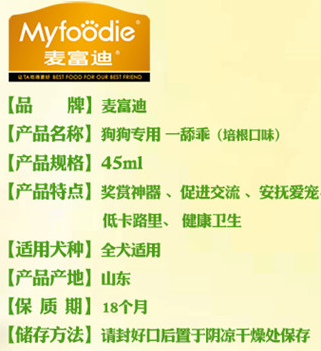 Myfoodie®
麦富迪®
以TA的现更好 BEST FOOD FOR OUR BEST FRIEND
【品 牌】麦富迪
【产品名称】狗狗专用 一舔乖（培根口味）
【产品规格】45ml
【产品特点】奖赏神器、促进交流、安抚爱宠
低卡路里、健康卫生
【适用犬种】全犬适用
【产品产地】山东
【保 质 期】18个月
【储存方法】请封好口后置于阴凉干燥处保存